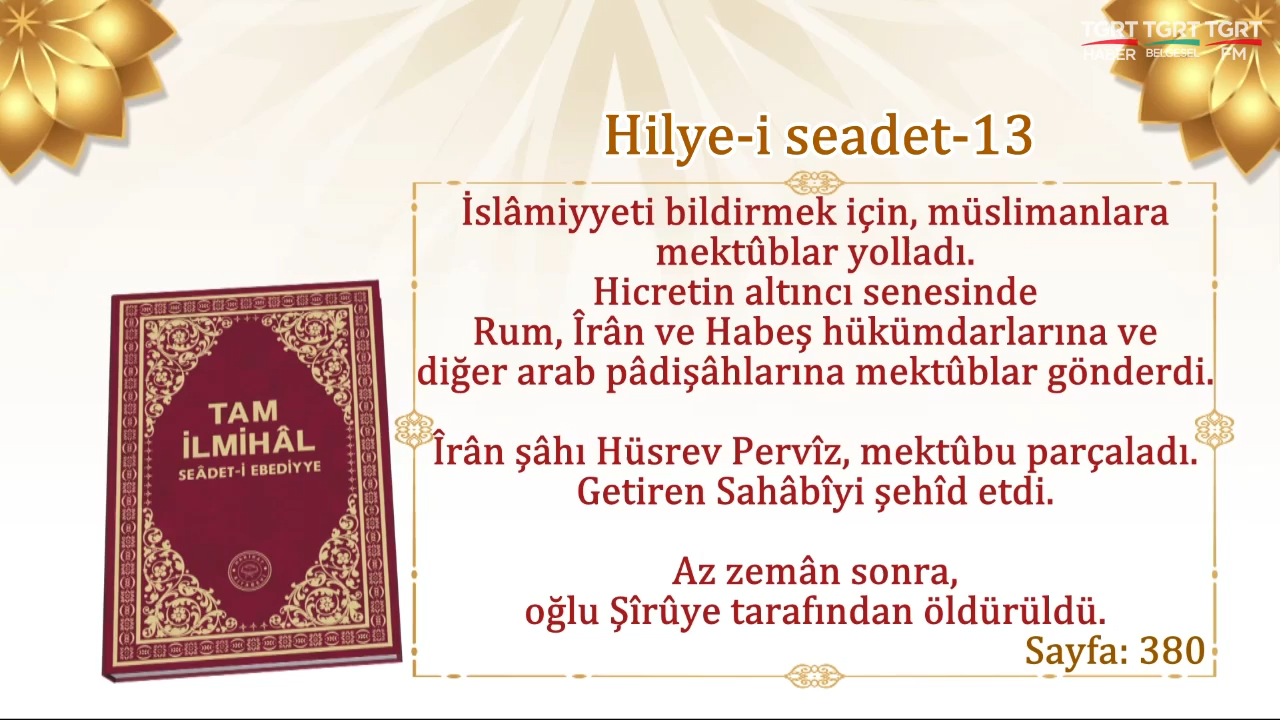 TGRT TGRT TGRT
HABER BELGESEL FM
Hilye-i seadet-13
İslâmiyyeti bildirmek için, müslimanlara
mektûblar yolladı.
Hicretin altıncı senesinde
Rum, Îrân ve Habeş hükümdarlarına ve
diğer arab pâdişâhlarına mektûblar gönderdi.
Îrân şâhı Hüsrev Pervîz, mektûbu parçaladı.
Getiren Sahâbîyi şehîd etdi.
Az zemân sonra,
oğlu Şîrûye tarafından öldürüldü.
Sayfa: 380
TAM
İLMİHÂL
SEÂDET-İ EBEDİYYE